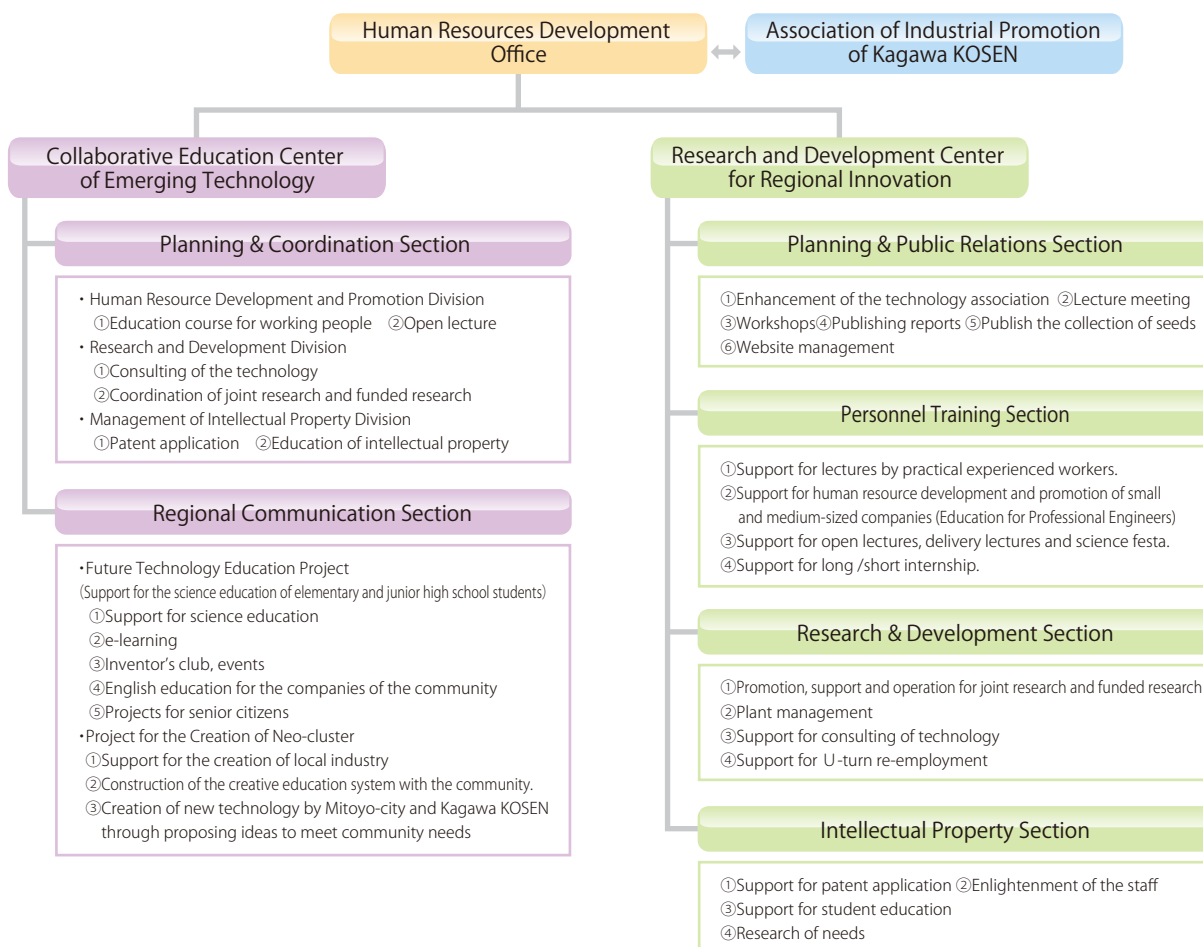 Human Resources Development
Office
Association of Industrial Promotion
of Kagawa KOSEN
Collaborative Education Center
of Emerging Technology
Planning & Coordination Section
・Human Resource Development and Promotion Division
①Education course for working people ②Open lecture
・Research and Development Division
①Consulting of the technology
②Coordination of joint research and funded research
・Management of Intellectual Property Division
①Patent application ②Education of intellectual property
Regional Communication Section
・Future Technology Education Project
(Support for the science education of elementary and junior high school students)
①Support for science education
②e-learning
③Inventor's club, events
④English education for the companies of the community
⑤Projects for senior citizens
・Project for the Creation of Neo-cluster
①Support for the creation of local industry
②Construction of the creative education system with the community.
③Creation of new technology by Mitoyo-city and Kagawa KOSEN
through proposing ideas to meet community needs
Research and Development Center
for Regional Innovation
Planning & Public Relations Section
①Enhancement of the technology association ②Lecture meeting
③Workshops④Publishing reports ⑤Publish the collection of seeds
⑥Website management
Personnel Training Section
①Support for lectures by practical experienced workers.
②Support for human resource development and promotion of small
and medium-sized companies (Education for Professional Engineers)
③Support for open lectures, delivery lectures and science festa.
④Support for long /short internship.
Research & Development Section
①Promotion, support and operation for joint research and funded research
②Plant management
③Support for consulting of technology
④Support for U-turn re-employment
Intellectual Property Section
①Support for patent application ②Enlightenment of the staff
③Support for student education
④Research of needs